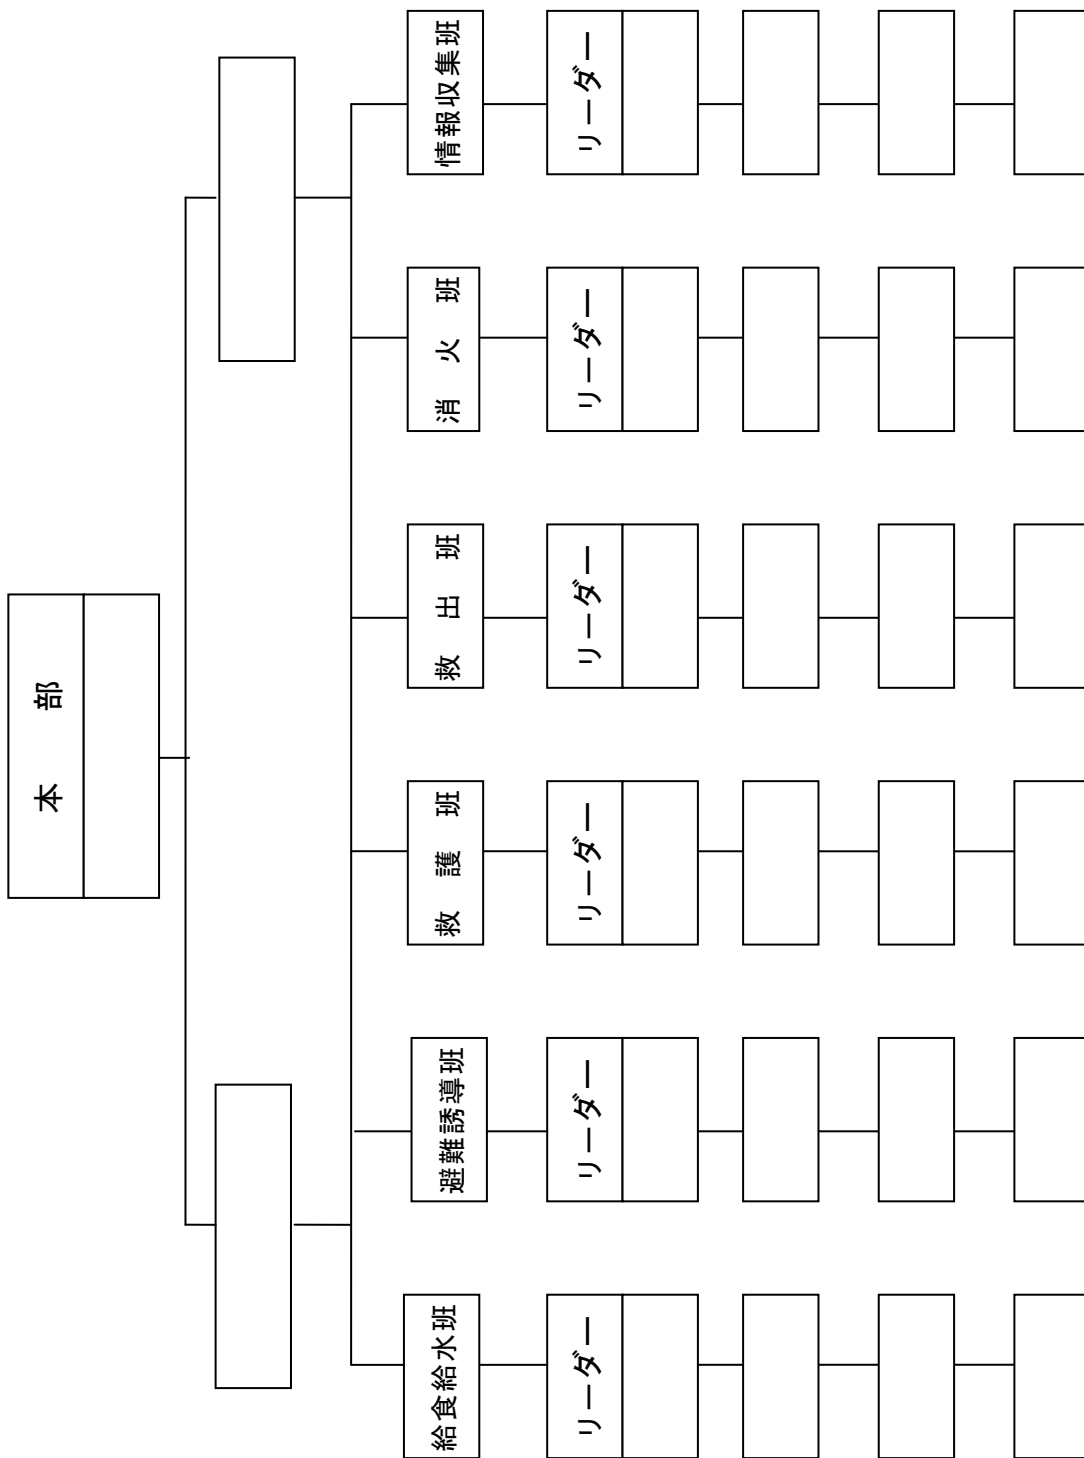 本　部
給食給水班
避難誘導班
救　護　班
救　出　班
消　火　班
情報収集班
リーダー
リーダー
リーダー
リーダー
リーダー
リーダー